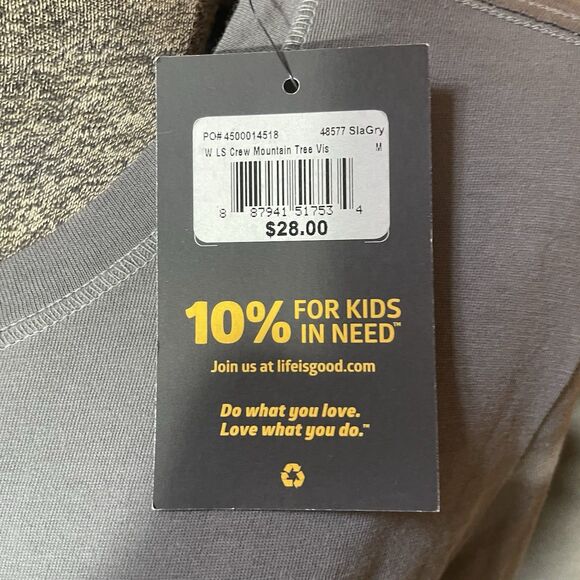 PO# 4500014518 48577 SlaGry
W LS Crew Mountain Tree Vis M
8 87941 51753 4
$28.00
10% FOR KIDS
IN NEED™
Join us at lifeisgood.com
Do what you love.
Love what you do.™